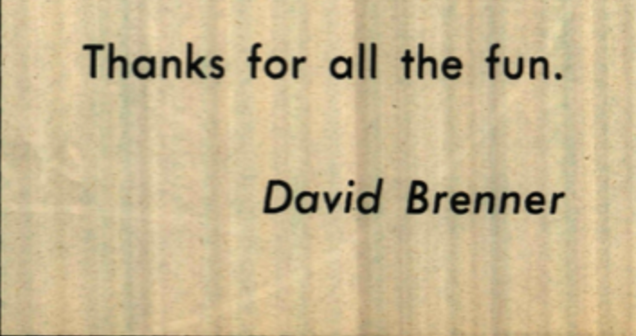 Thanks for all the fun.
David Brenner